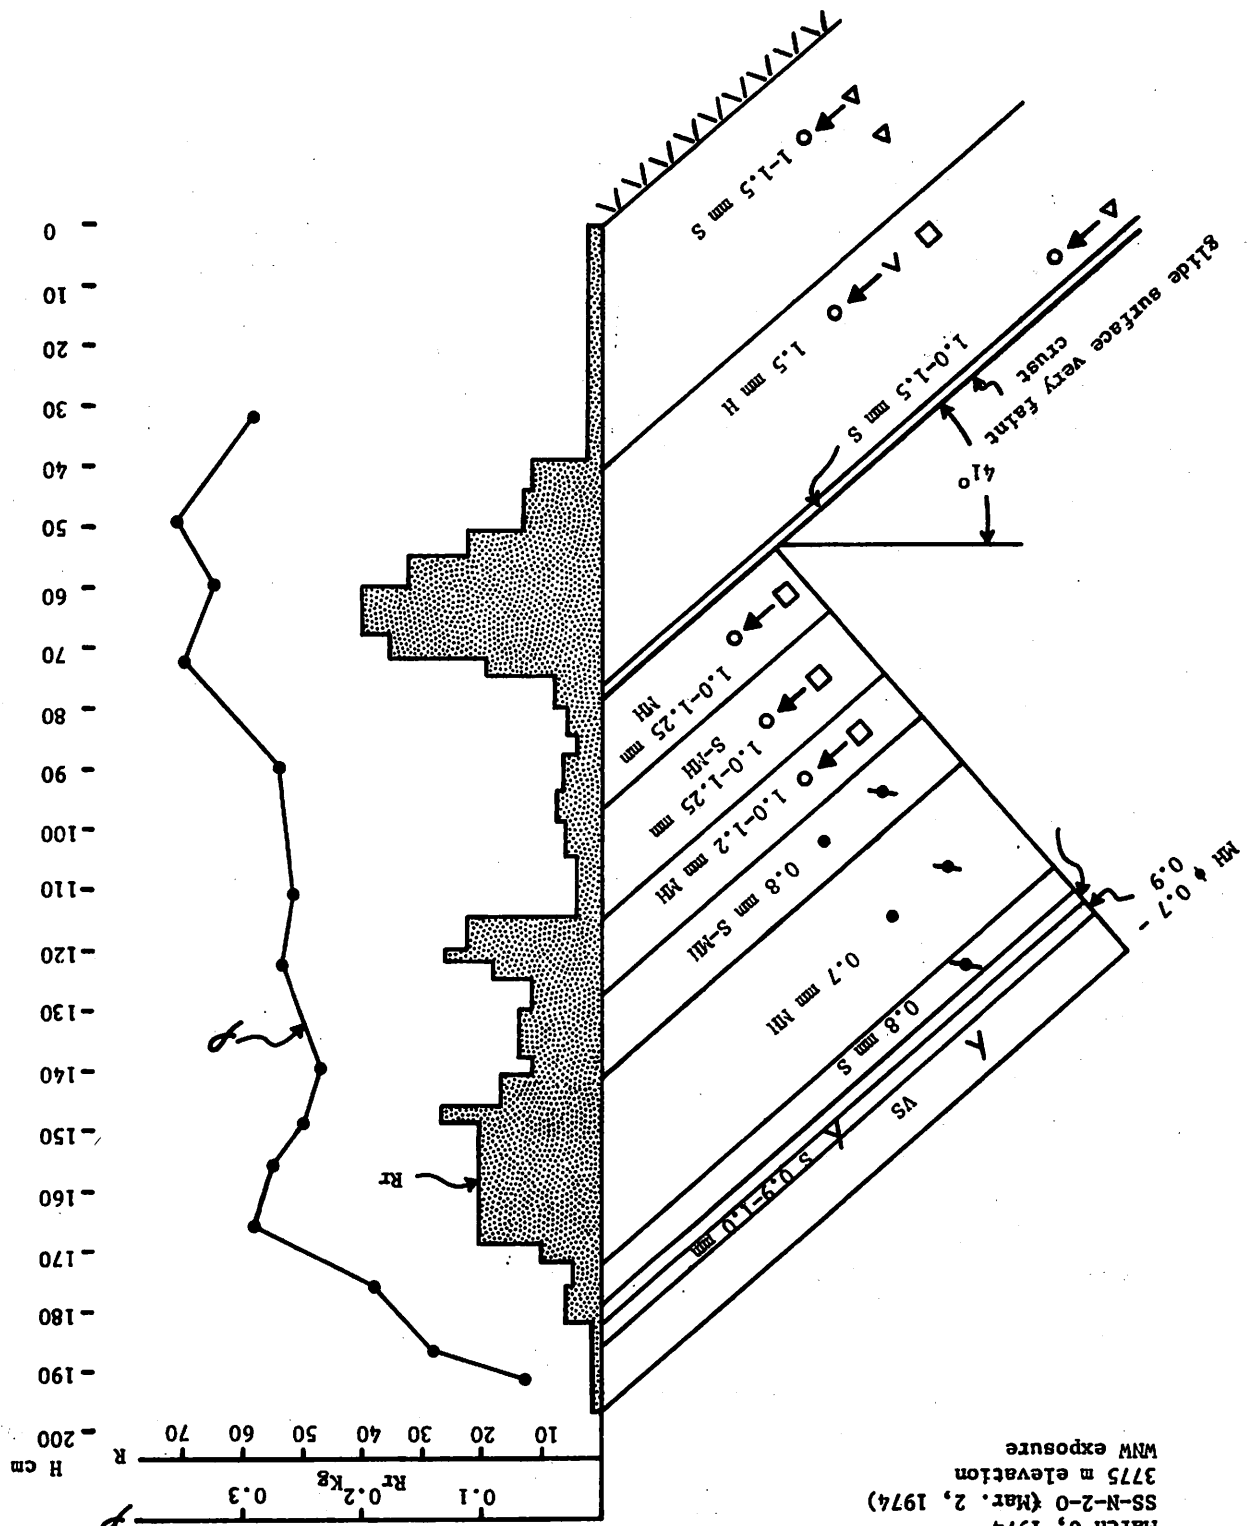 March 6, 1974
SS-N-2-O (Mar. 2, 1974)
3775 m elevation
WNW exposure
0.1 0.2 0.3
Rr Kg
H cm
R
10 20 30 40 50 60 70
200
190
180
170
160
150
140
130
120
110
100
90
80
70
60
50
40
30
20
10
0
Rr
VS
S 0.9-1.0 mm
MH 0.7 -
0.9
0.8 mm S
0.7 mm MH
0.8 mm S-MH
1.0-1.2 mm MH
1.0-1.25 mm
S-MH
1.0-1.25 mm
MH
41°
glide surface very faint
crust
1.0-1.5 mm S
1.5 mm H
1-1.5 mm S